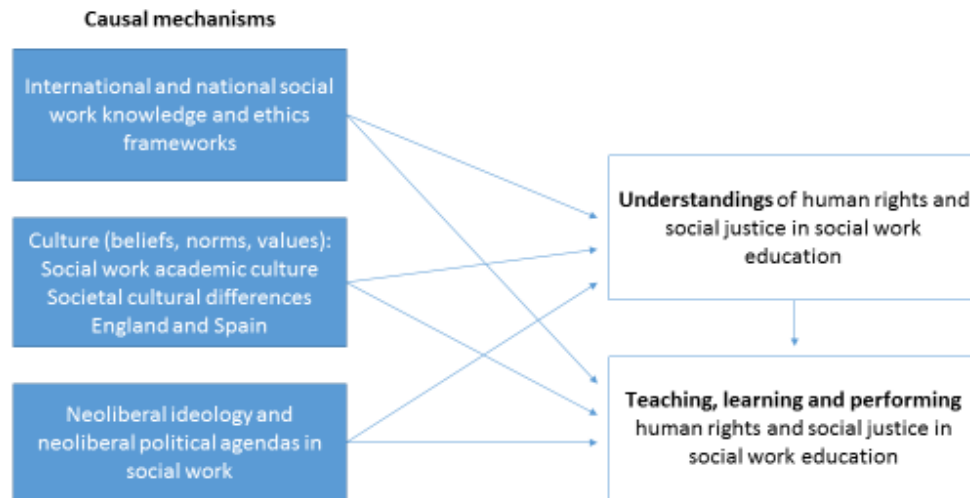 Causal mechanisms
International and national social
work knowledge and ethics
frameworks
Culture (beliefs, norms, values):
Social work academic culture
Societal cultural differences
England and Spain
Neoliberal ideology and
neoliberal political agendas in
social work
Understandings of human rights and
social justice in social work
education
Teaching, learning and performing
human rights and social justice in
social work education